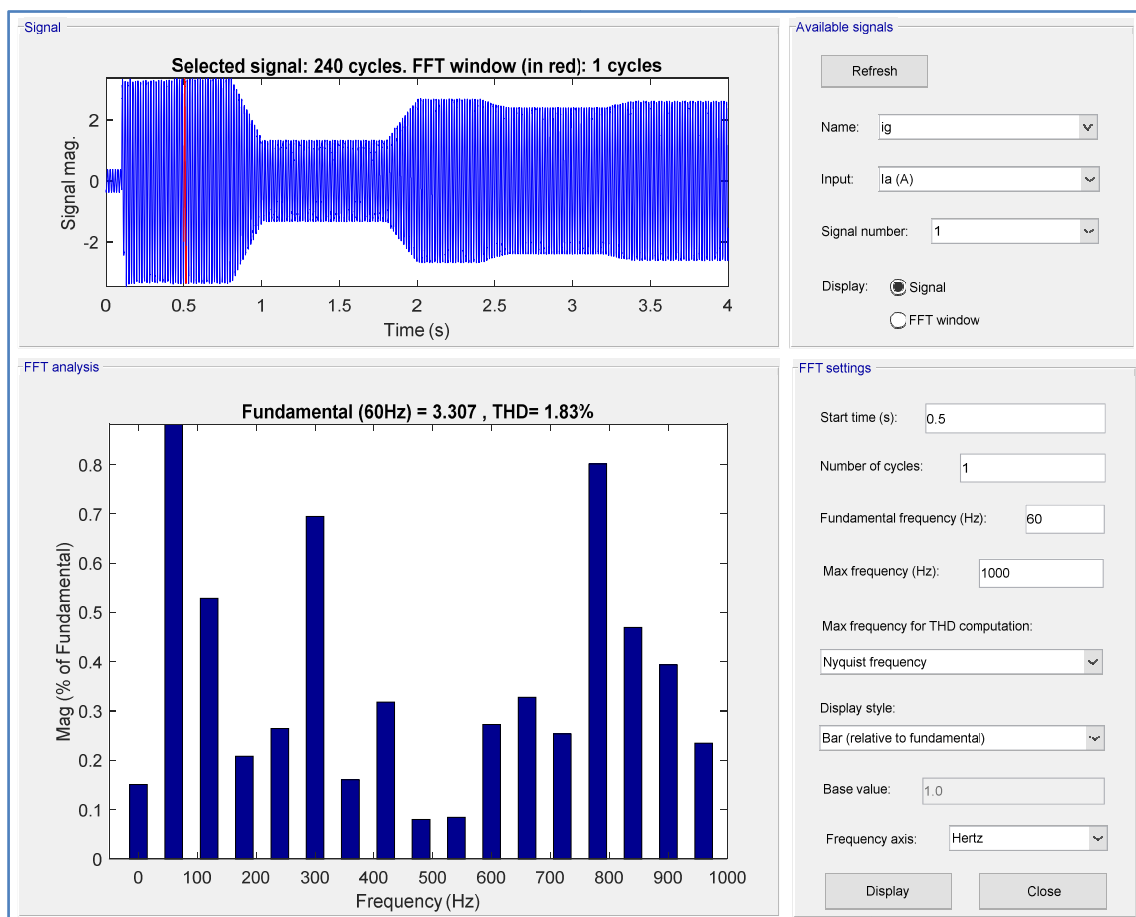 Signal
Selected signal: 240 cycles. FFT window (in red): 1 cycles
Signal mag.
2
0
-2
0 0.5 1 1.5 2 2.5 3 3.5 4
Time (s)
Available signals
Refresh
Name: ig
Input: Ia (A)
Signal number: 1
Display: Signal
FFT window
FFT analysis
Fundamental (60Hz) = 3.307 , THD= 1.83%
Mag (% of Fundamental)
0.8
0.7
0.6
0.5
0.4
0.3
0.2
0.1
0
0 100 200 300 400 500 600 700 800 900 1000
Frequency (Hz)
FFT settings
Start time (s): 0.5
Number of cycles: 1
Fundamental frequency (Hz): 60
Max frequency (Hz): 1000
Max frequency for THD computation:
Nyquist frequency
Display style:
Bar (relative to fundamental)
Base value: 1.0
Frequency axis: Hertz
Display Close